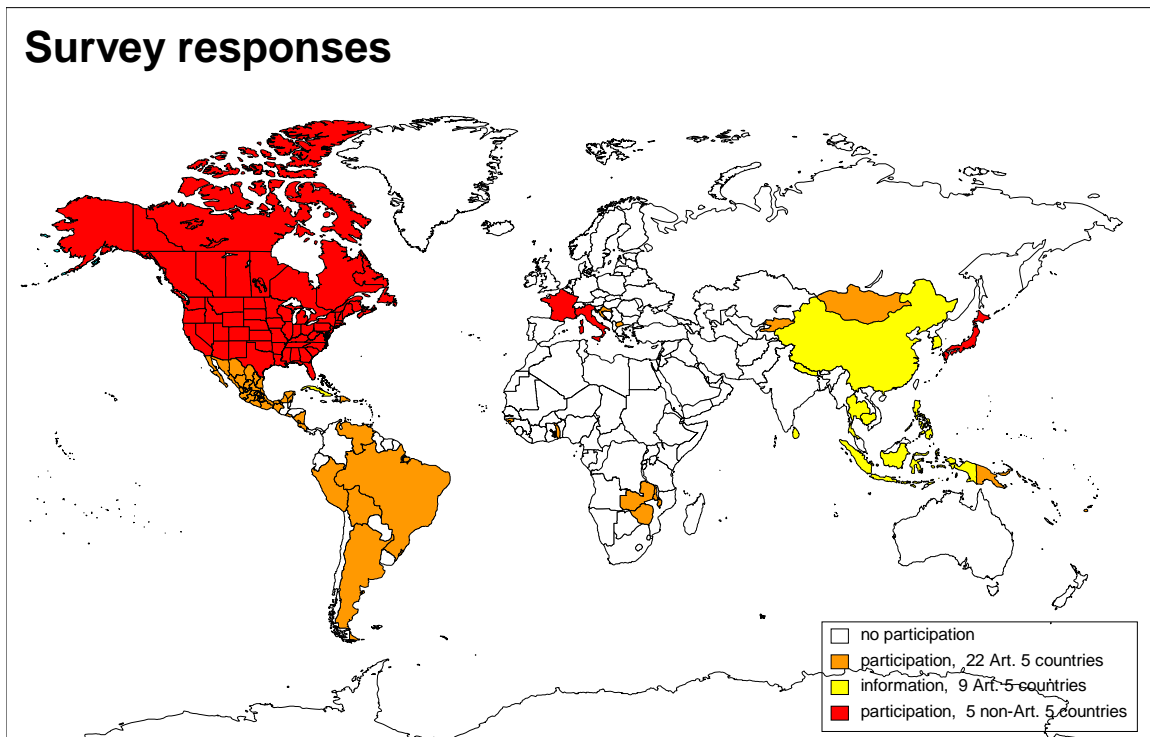 Survey responses
no participation
participation, 22 Art. 5 countries
information, 9 Art. 5 countries
participation, 5 non-Art. 5 countries